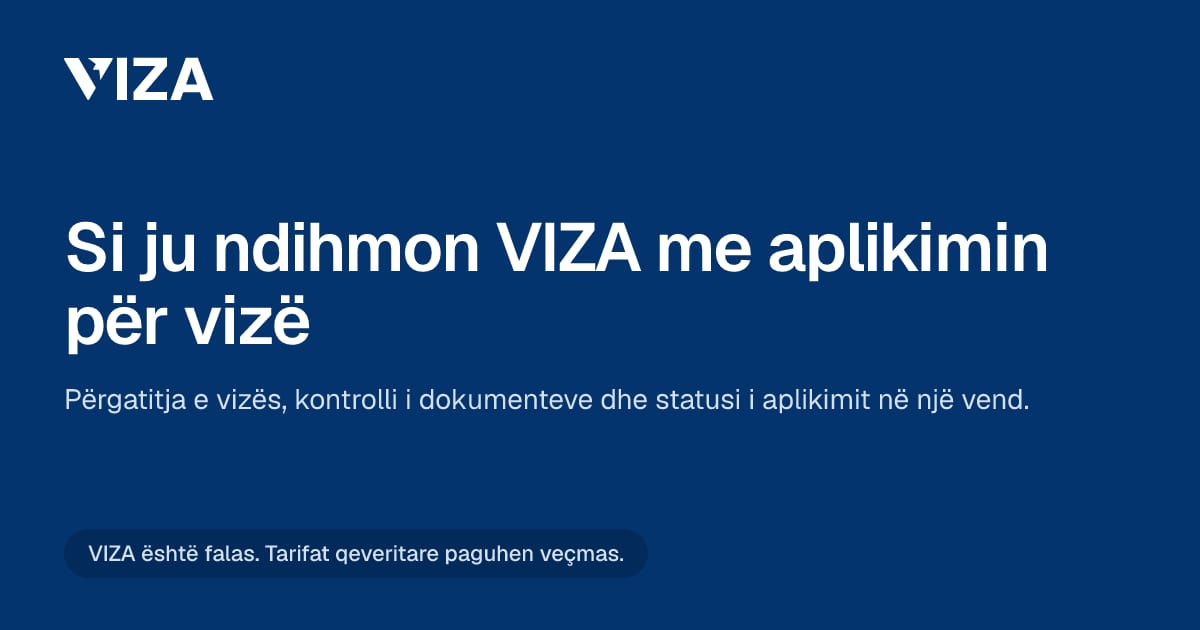 VIZA
Si ju ndihmon VIZA me aplikimin
për vizë
Përgatitja e vizës, kontrolli i dokumenteve dhe statusi i aplikimit në një vend.
VIZA është falas. Tarifat qeveritare paguhen veçmas.